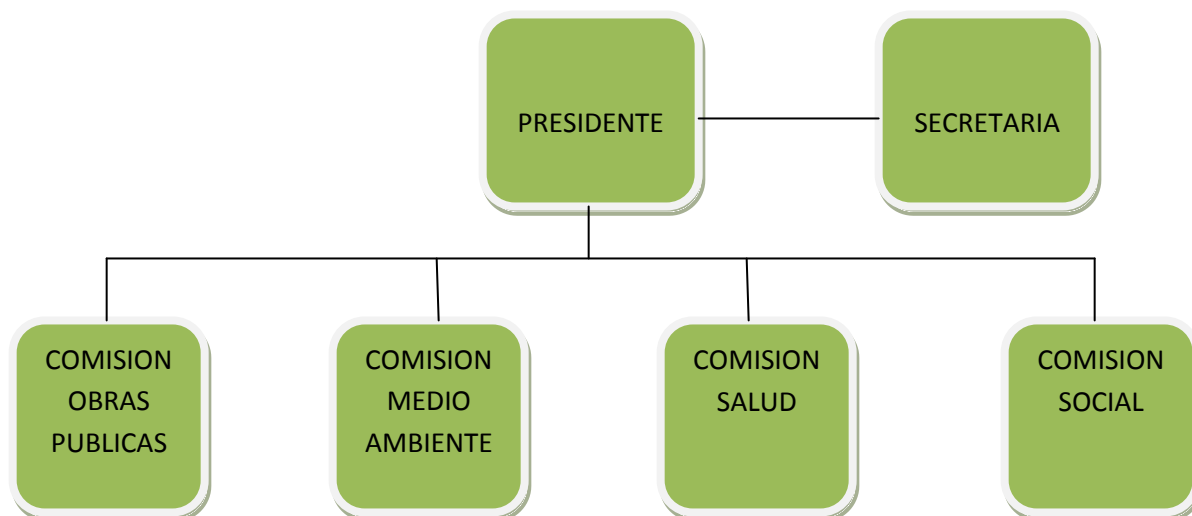 PRESIDENTE
SECRETARIA
COMISION
OBRAS
PUBLICAS
COMISION
MEDIO
AMBIENTE
COMISION
SALUD
COMISION
SOCIAL